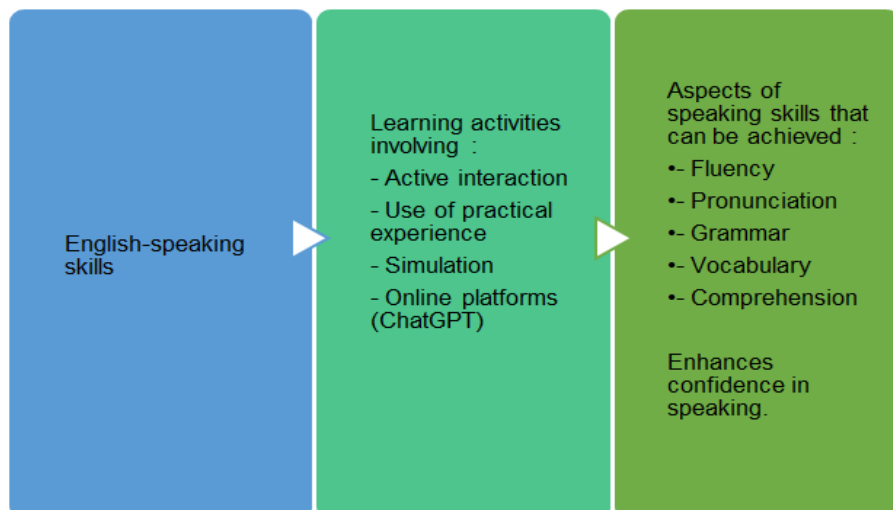 English-speaking
skills
Learning activities
involving :
- Active interaction
- Use of practical
experience
- Simulation
- Online platforms
(ChatGPT)
Aspects of
speaking skills that
can be achieved :
•- Fluency
•- Pronunciation
•- Grammar
•- Vocabulary
•- Comprehension
Enhances
confidence in
speaking.